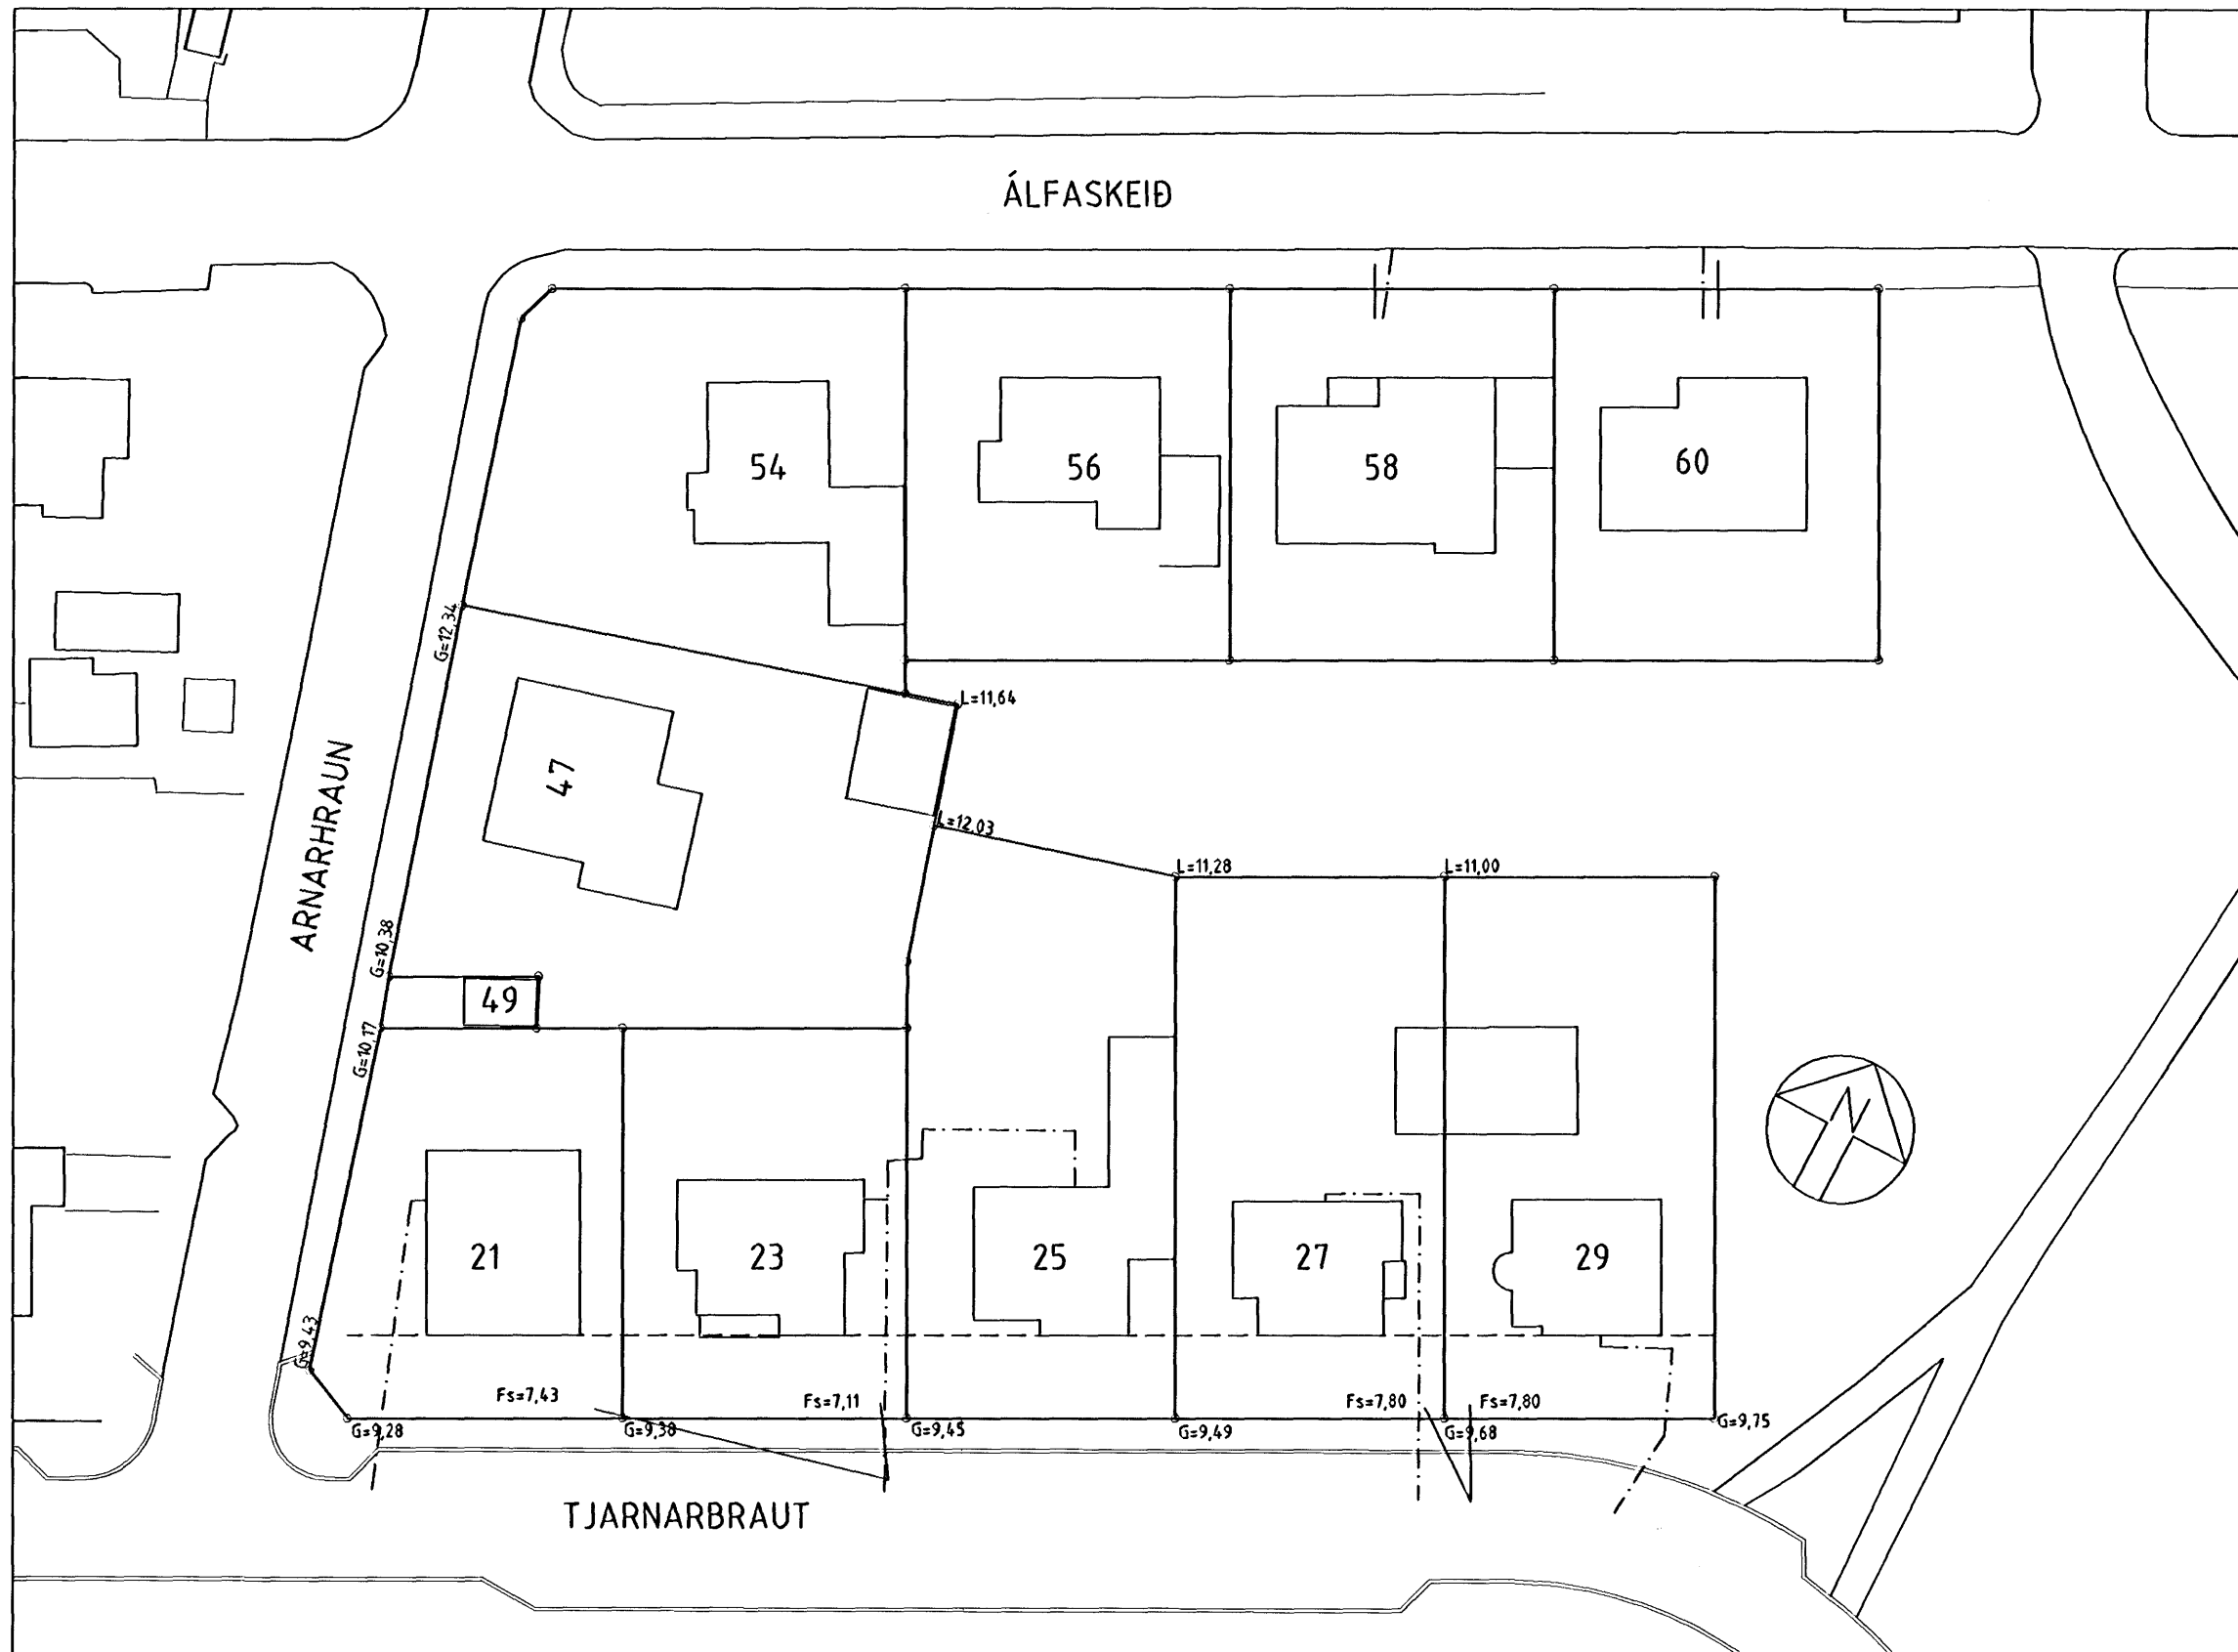 ÁLFASKEIÐ
54
56
58
60
G=12,34
L=11,64
47
L=12,03
ARNARHRAUN
L=11,28
L=11,00
G=10,38
49
G=10,17
21
23
25
27
29
G=9,43
Fs=7,43
Fs=7,11
Fs=7,80
Fs=7,80
G=9,28
G=9,38
G=9,45
G=9,49
G=9,68
G=9,75
TJARNARBRAUT
N